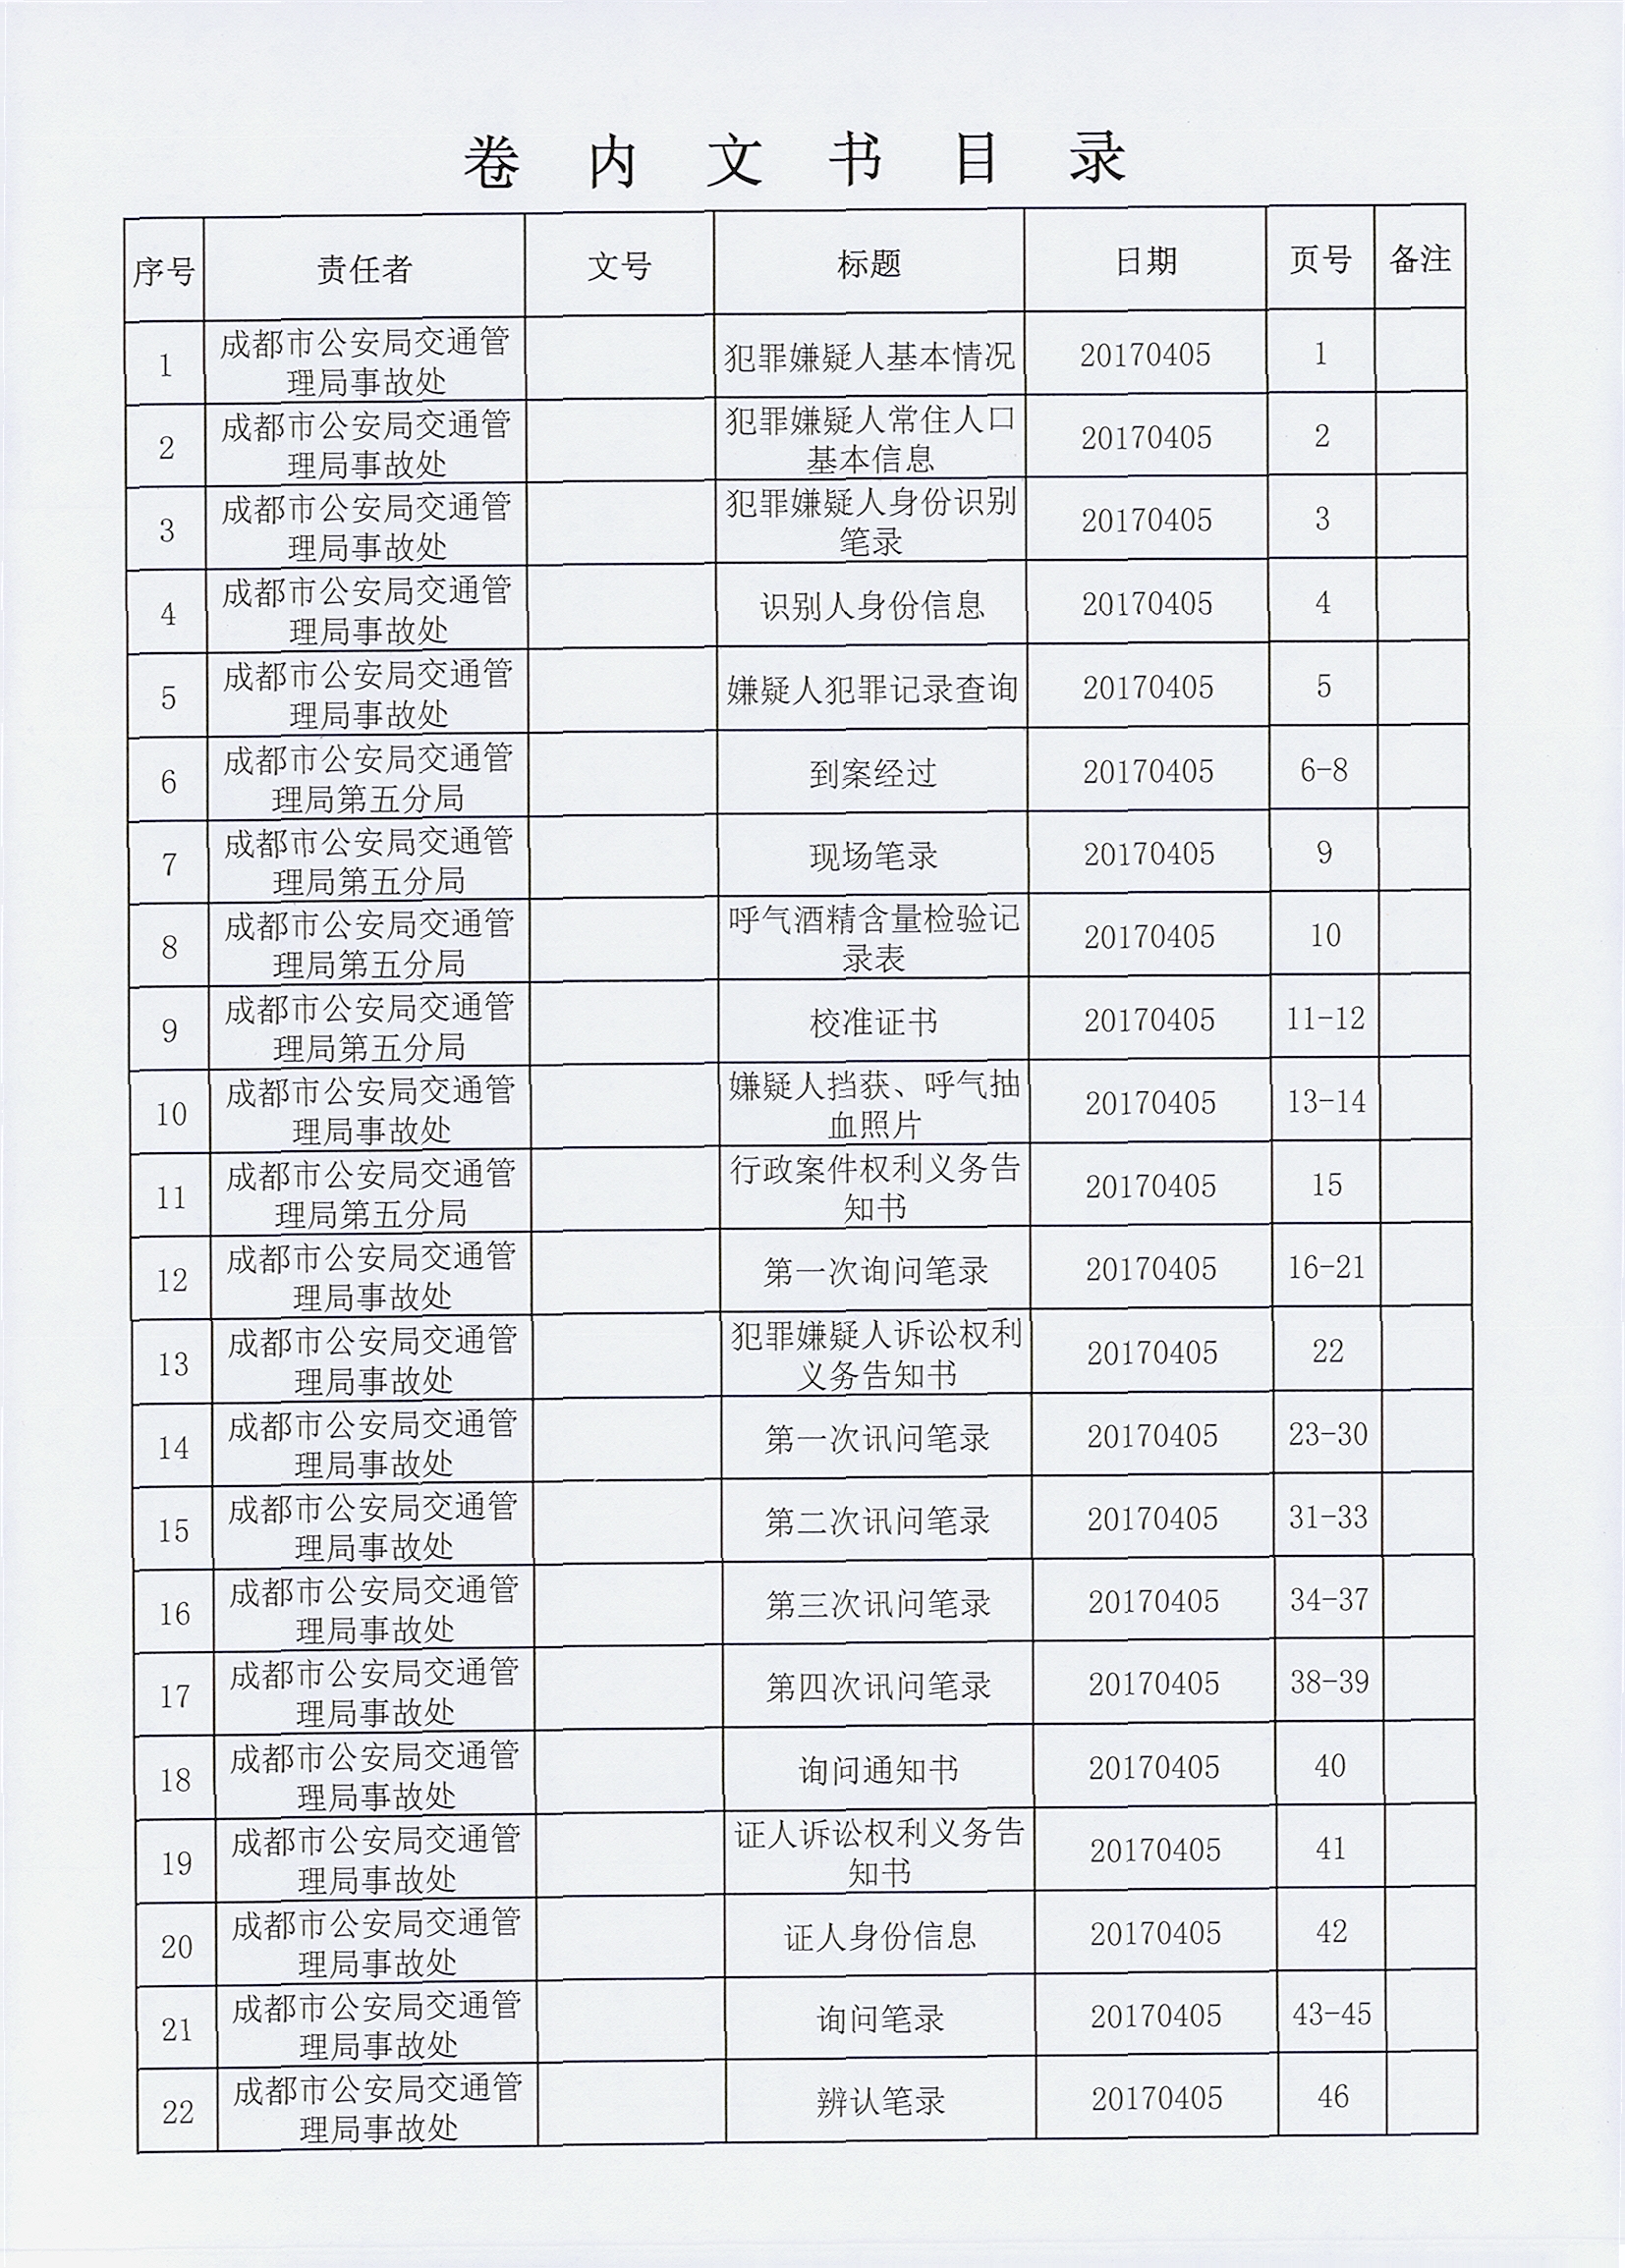 卷内文书目录
序号 责任者 文号 标题 日期 页号 备注
1 成都市公安局交通管理局事故处 犯罪嫌疑人基本情况 20170405 1
2 成都市公安局交通管理局事故处 犯罪嫌疑人常住人口基本信息 20170405 2
3 成都市公安局交通管理局事故处 犯罪嫌疑人身份识别笔录 20170405 3
4 成都市公安局交通管理局事故处 识别人身份信息 20170405 4
5 成都市公安局交通管理局事故处 嫌疑人犯罪记录查询 20170405 5
6 成都市公安局交通管理局第五分局 到案经过 20170405 6-8
7 成都市公安局交通管理局第五分局 现场笔录 20170405 9
8 成都市公安局交通管理局第五分局 呼气酒精含量检验记录表 20170405 10
9 成都市公安局交通管理局第五分局 校准证书 20170405 11-12
10 成都市公安局交通管理局事故处 嫌疑人挡获、呼气抽血照片 20170405 13-14
11 成都市公安局交通管理局第五分局 行政案件权利义务告知书 20170405 15
12 成都市公安局交通管理局事故处 第一次询问笔录 20170405 16-21
13 成都市公安局交通管理局事故处 犯罪嫌疑人诉讼权利义务告知书 20170405 22
14 成都市公安局交通管理局事故处 第一次讯问笔录 20170405 23-30
15 成都市公安局交通管理局事故处 第二次讯问笔录 20170405 31-33
16 成都市公安局交通管理局事故处 第三次讯问笔录 20170405 34-37
17 成都市公安局交通管理局事故处 第四次讯问笔录 20170405 38-39
18 成都市公安局交通管理局事故处 询问通知书 20170405 40
19 成都市公安局交通管理局事故处 证人诉讼权利义务告知书 20170405 41
20 成都市公安局交通管理局事故处 证人身份信息 20170405 42
21 成都市公安局交通管理局事故处 询问笔录 20170405 43-45
22 成都市公安局交通管理局事故处 辨认笔录 20170405 46